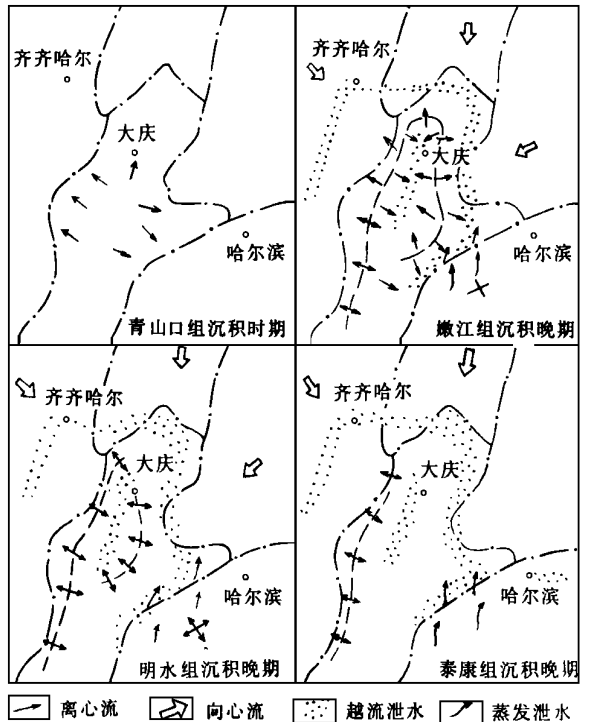 齐齐哈尔
大庆
哈尔滨
青山口组沉积时期
齐齐哈尔
大庆
哈尔滨
嫩江组沉积晚期
齐齐哈尔
大庆
哈尔滨
明水组沉积晚期
齐齐哈尔
大庆
哈尔滨
泰康组沉积晚期
离心流 向心流 越流泄水 蒸发泄水